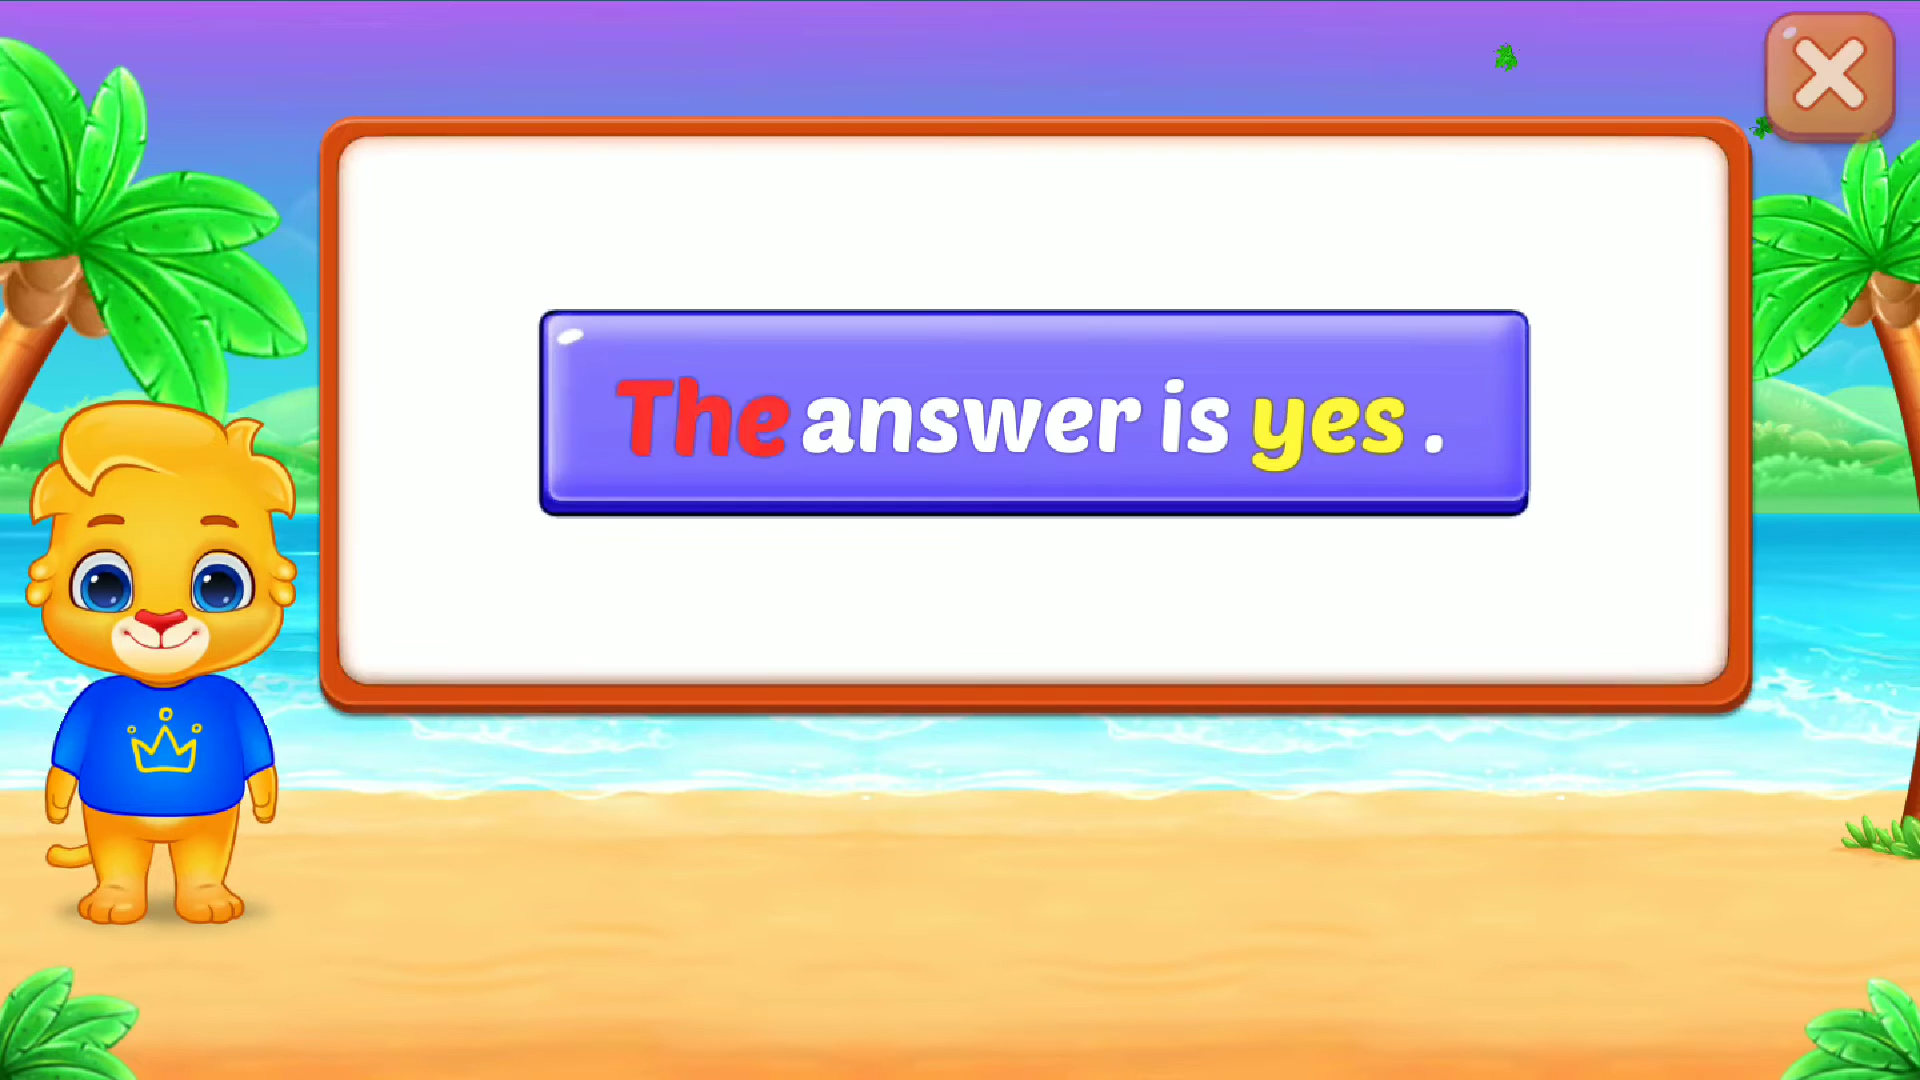 The answer is yes .